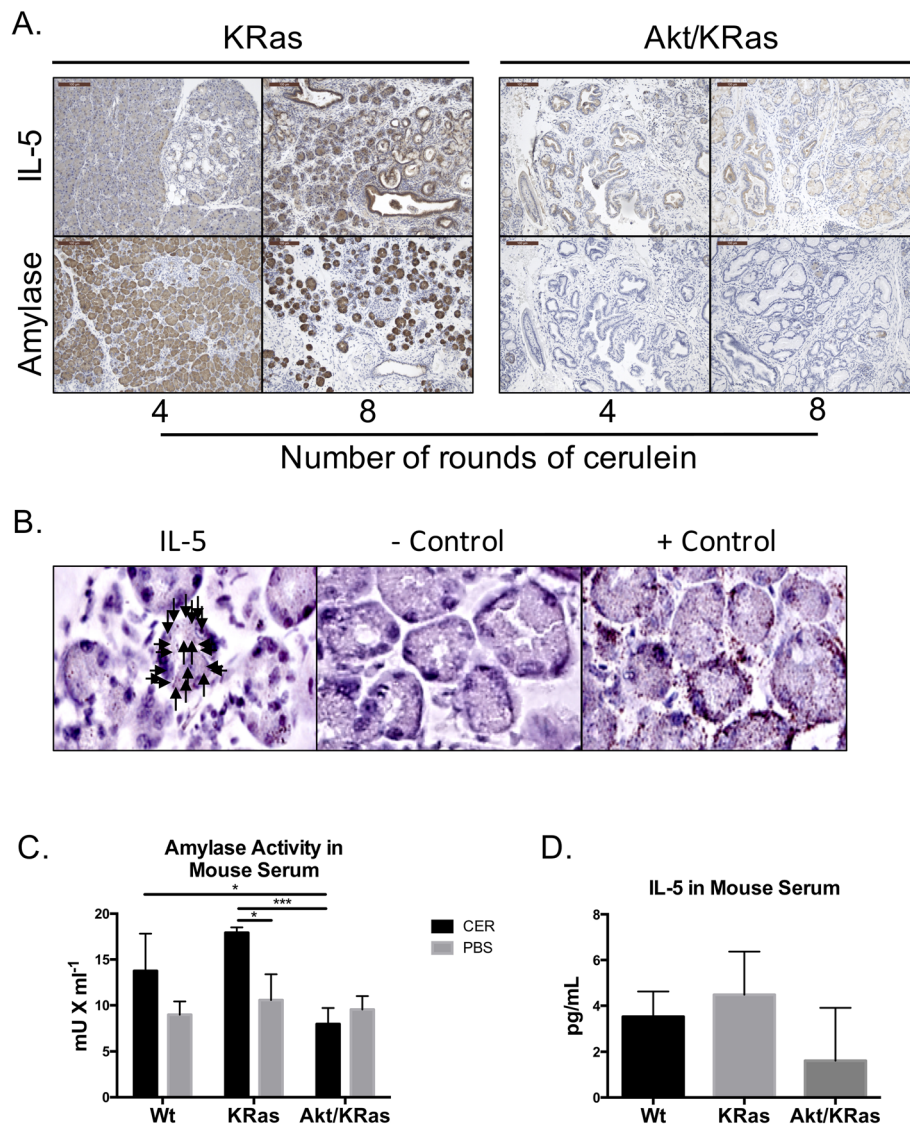 A.
KRas
Akt/KRas
IL-5
Amylase
4
8
4
8
Number of rounds of cerulein
B.
IL-5
- Control
+ Control
C.
Amylase Activity in
Mouse Serum
*
***
*
20
15
10
5
0
mU X ml-1
Wt
KRas
Akt/KRas
CER
PBS
D.
IL-5 in Mouse Serum
8
6
4
2
0
pg/mL
Wt
KRas
Akt/KRas